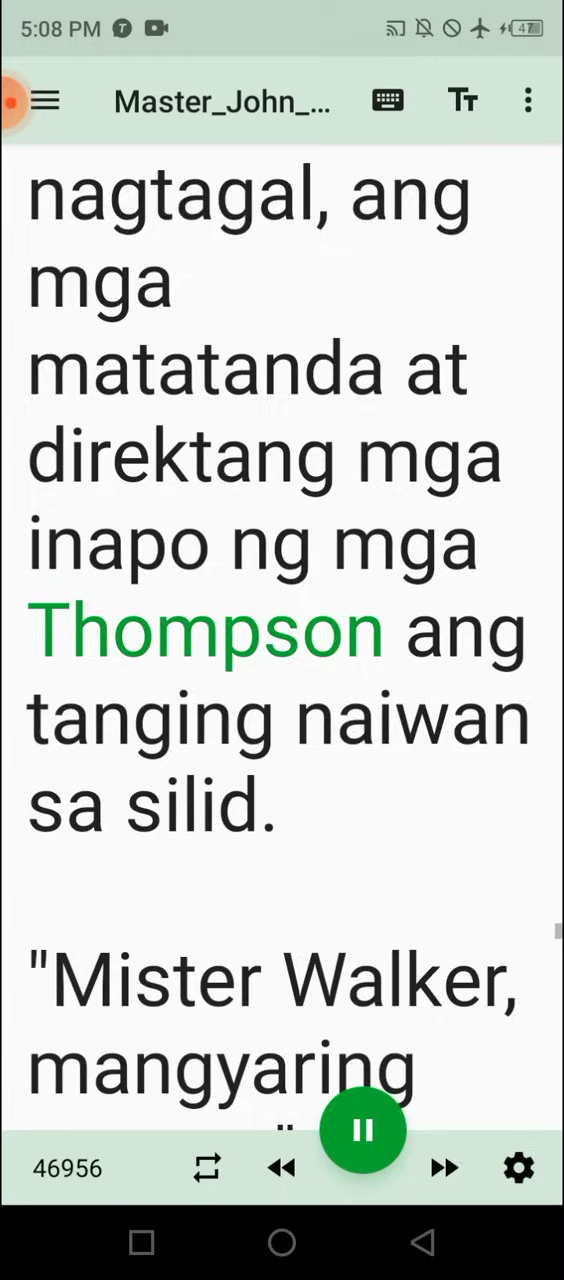 5:08 PM
47
Master_John_...
nagtagal, ang
mga
matatanda at
direktang mga
inapo ng mga
Thompson ang
tanging naiwan
sa silid.
"Mister Walker,
mangyaring
46956